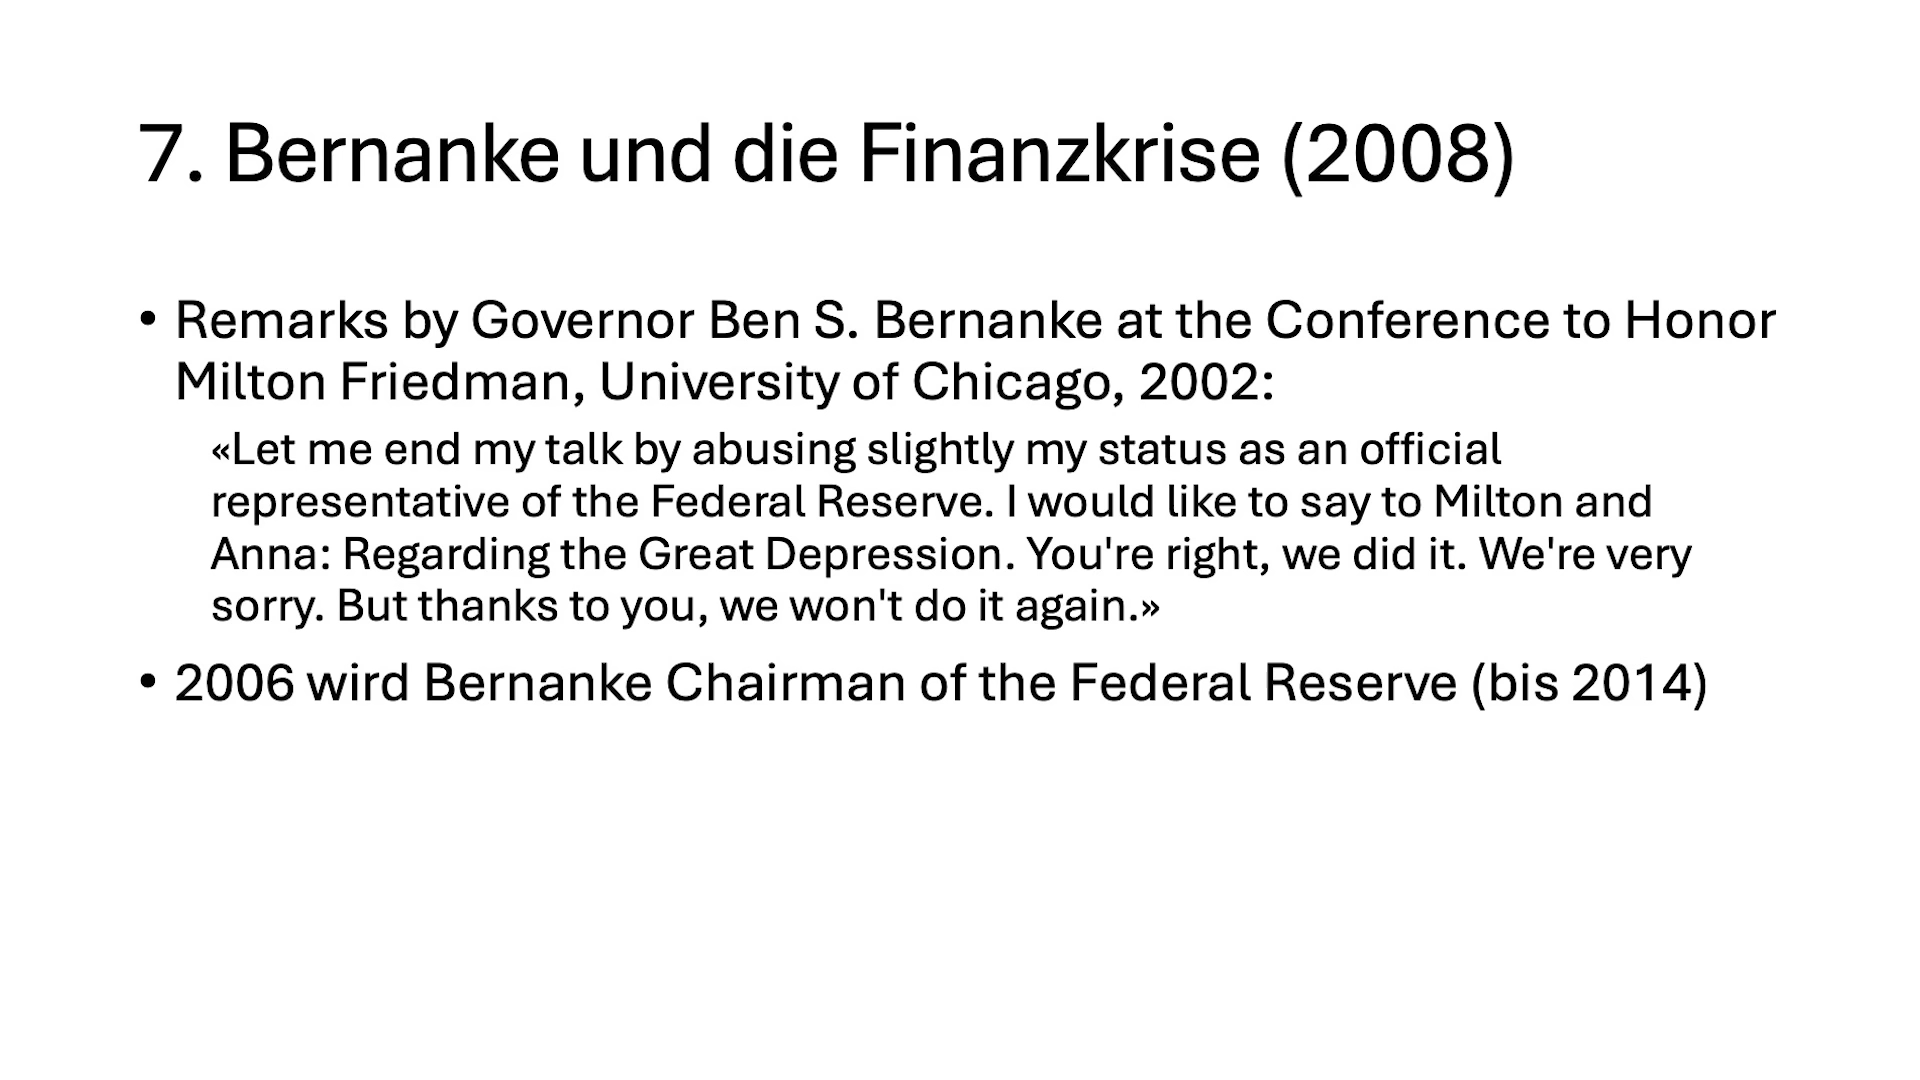 7. Bernanke und die Finanzkrise (2008)
• Remarks by Governor Ben S. Bernanke at the Conference to Honor
Milton Friedman, University of Chicago, 2002:
«Let me end my talk by abusing slightly my status as an official
representative of the Federal Reserve. I would like to say to Milton and
Anna: Regarding the Great Depression. You're right, we did it. We're very
sorry. But thanks to you, we won't do it again.»
• 2006 wird Bernanke Chairman of the Federal Reserve (bis 2014)